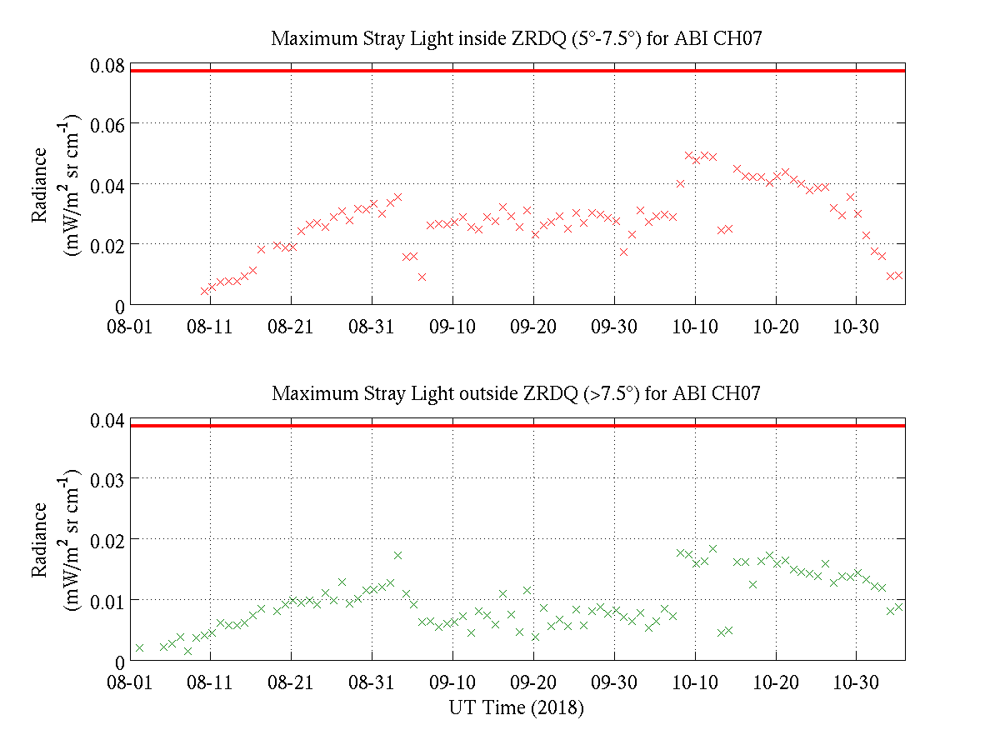 Maximum Stray Light inside ZRDQ (5°-7.5°) for ABI CH07
Radiance
(mW/m² sr cm⁻¹)
0.08
0.06
0.04
0.02
0
08-01 08-11 08-21 08-31 09-10 09-20 09-30 10-10 10-20 10-30
Maximum Stray Light outside ZRDQ (>7.5°) for ABI CH07
Radiance
(mW/m² sr cm⁻¹)
0.04
0.03
0.02
0.01
0
08-01 08-11 08-21 08-31 09-10 09-20 09-30 10-10 10-20 10-30
UT Time (2018)